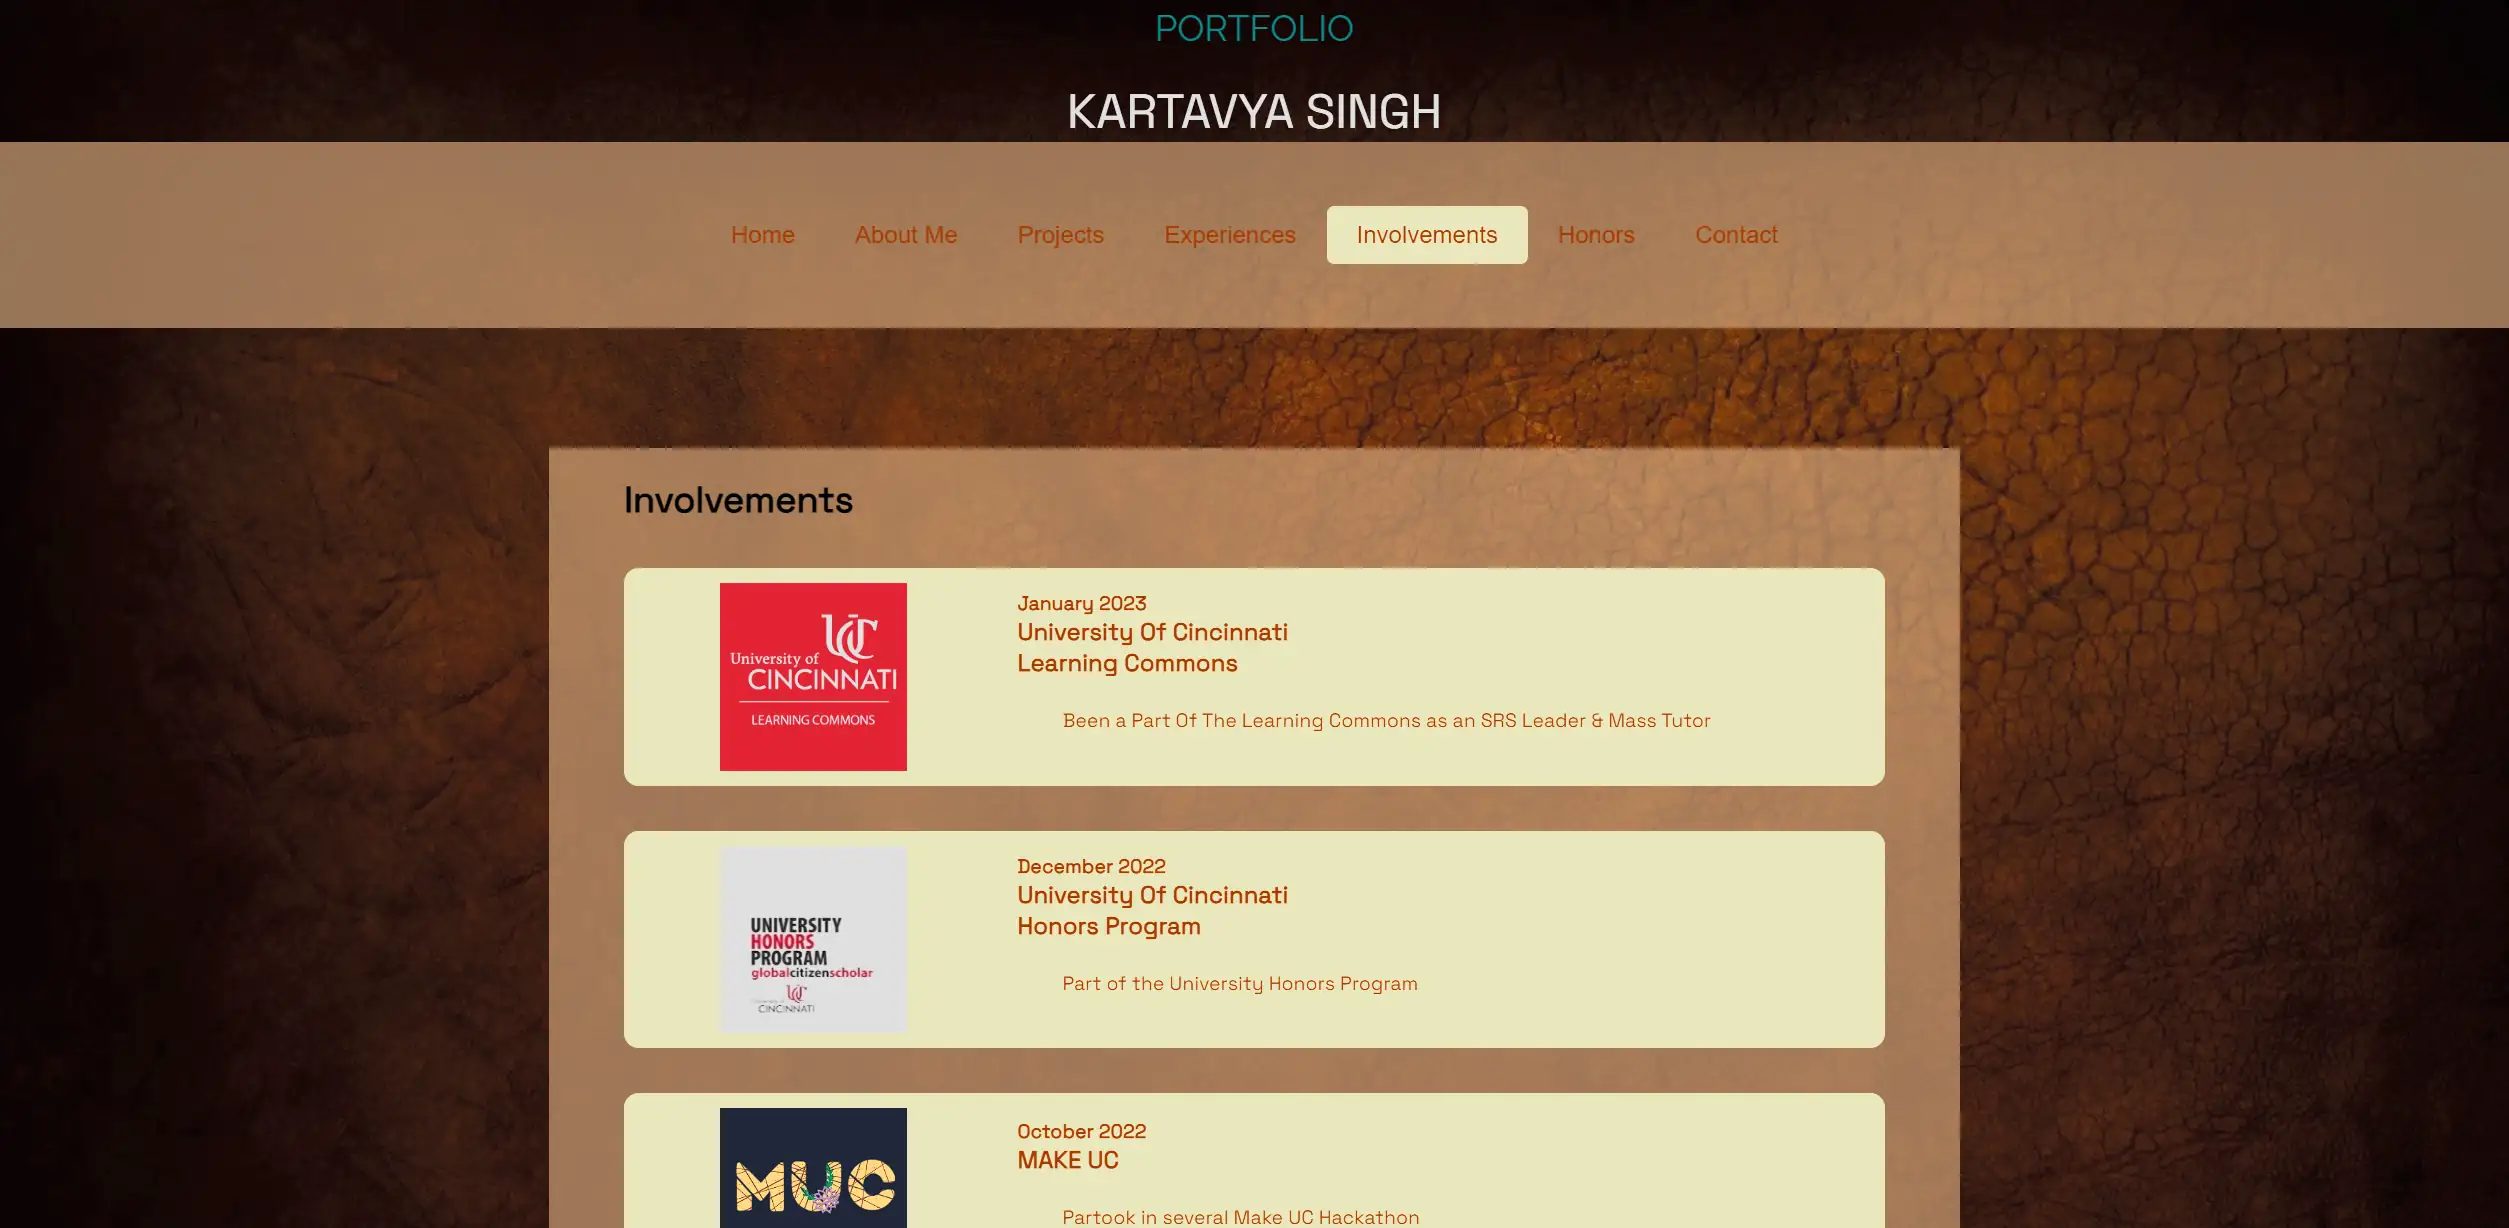 PORTFOLIO
KARTAVYA SINGH
Home About Me Projects Experiences Involvements Honors Contact
Involvements
University of
UC
CINCINNATI
LEARNING COMMONS
January 2023
University Of Cincinnati
Learning Commons
Been a Part Of The Learning Commons as an SRS Leader & Mass Tutor
UNIVERSITY
HONORS
PROGRAM
globalcitizenscholar
UC
CINCINNATI
December 2022
University Of Cincinnati
Honors Program
Part of the University Honors Program
MUC
October 2022
MAKE UC
Partook in several Make UC Hackathon